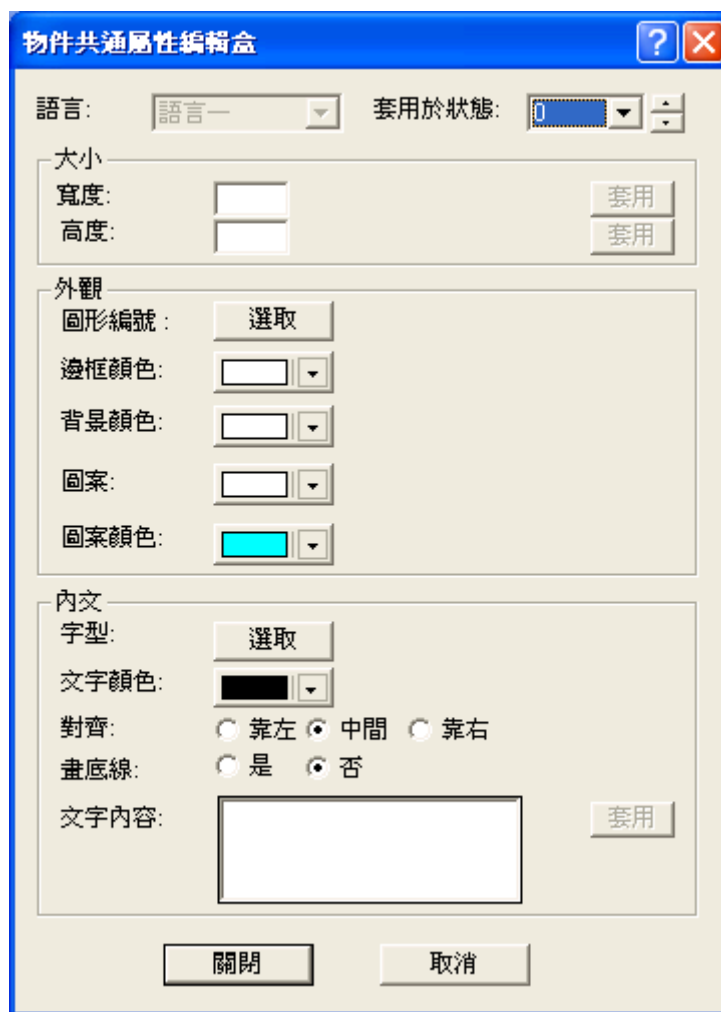 物件共通屬性編輯盒
語言: 語言一 套用於狀態: 0
大小
寬度: 套用
高度: 套用
外觀
圖形編號 : 選取
邊框顏色:
背景顏色:
圖案:
圖案顏色:
內文
字型: 選取
文字顏色:
對齊: 靠左 中間 靠右
畫底線: 是 否
文字內容: 套用
關閉 取消